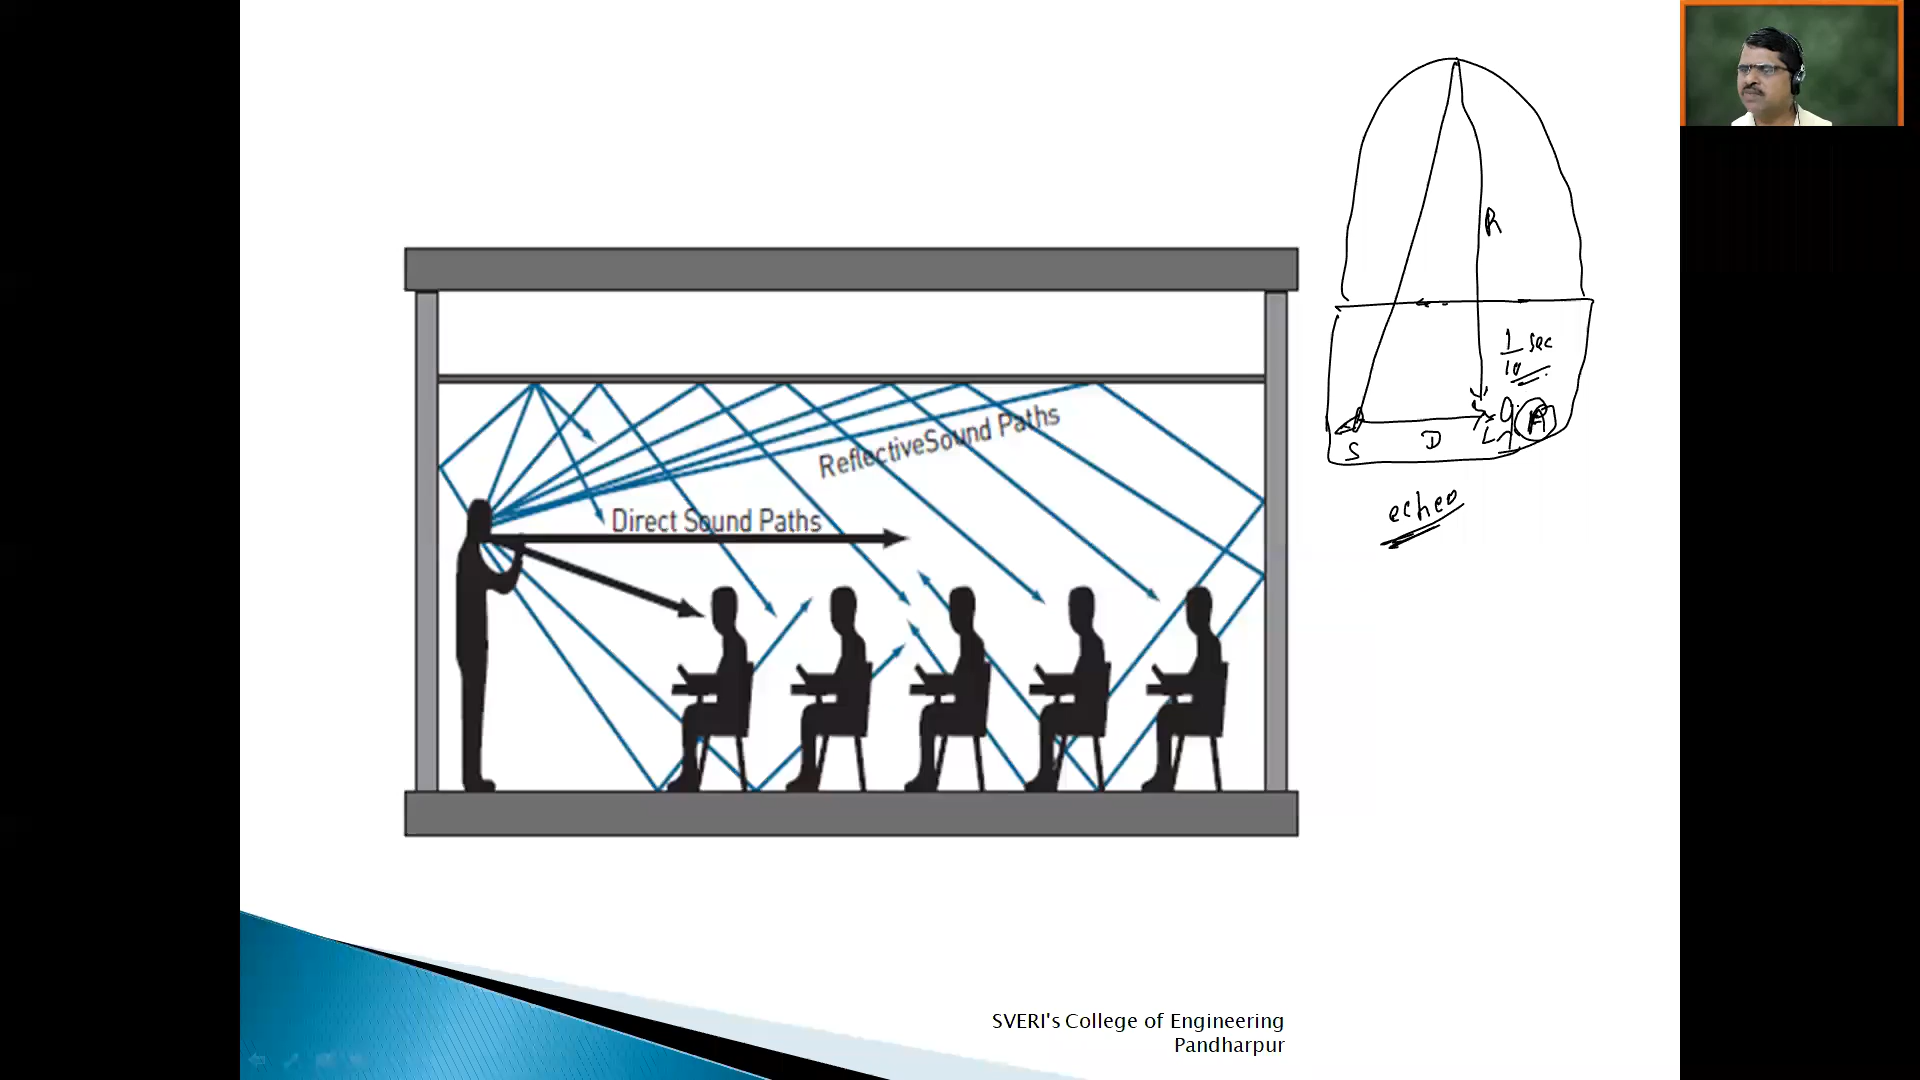 ReflectiveSound Paths
Direct Sound Paths
R
1
10
sec
S
D
L
A
echeo
SVERI's College of Engineering
Pandharpur